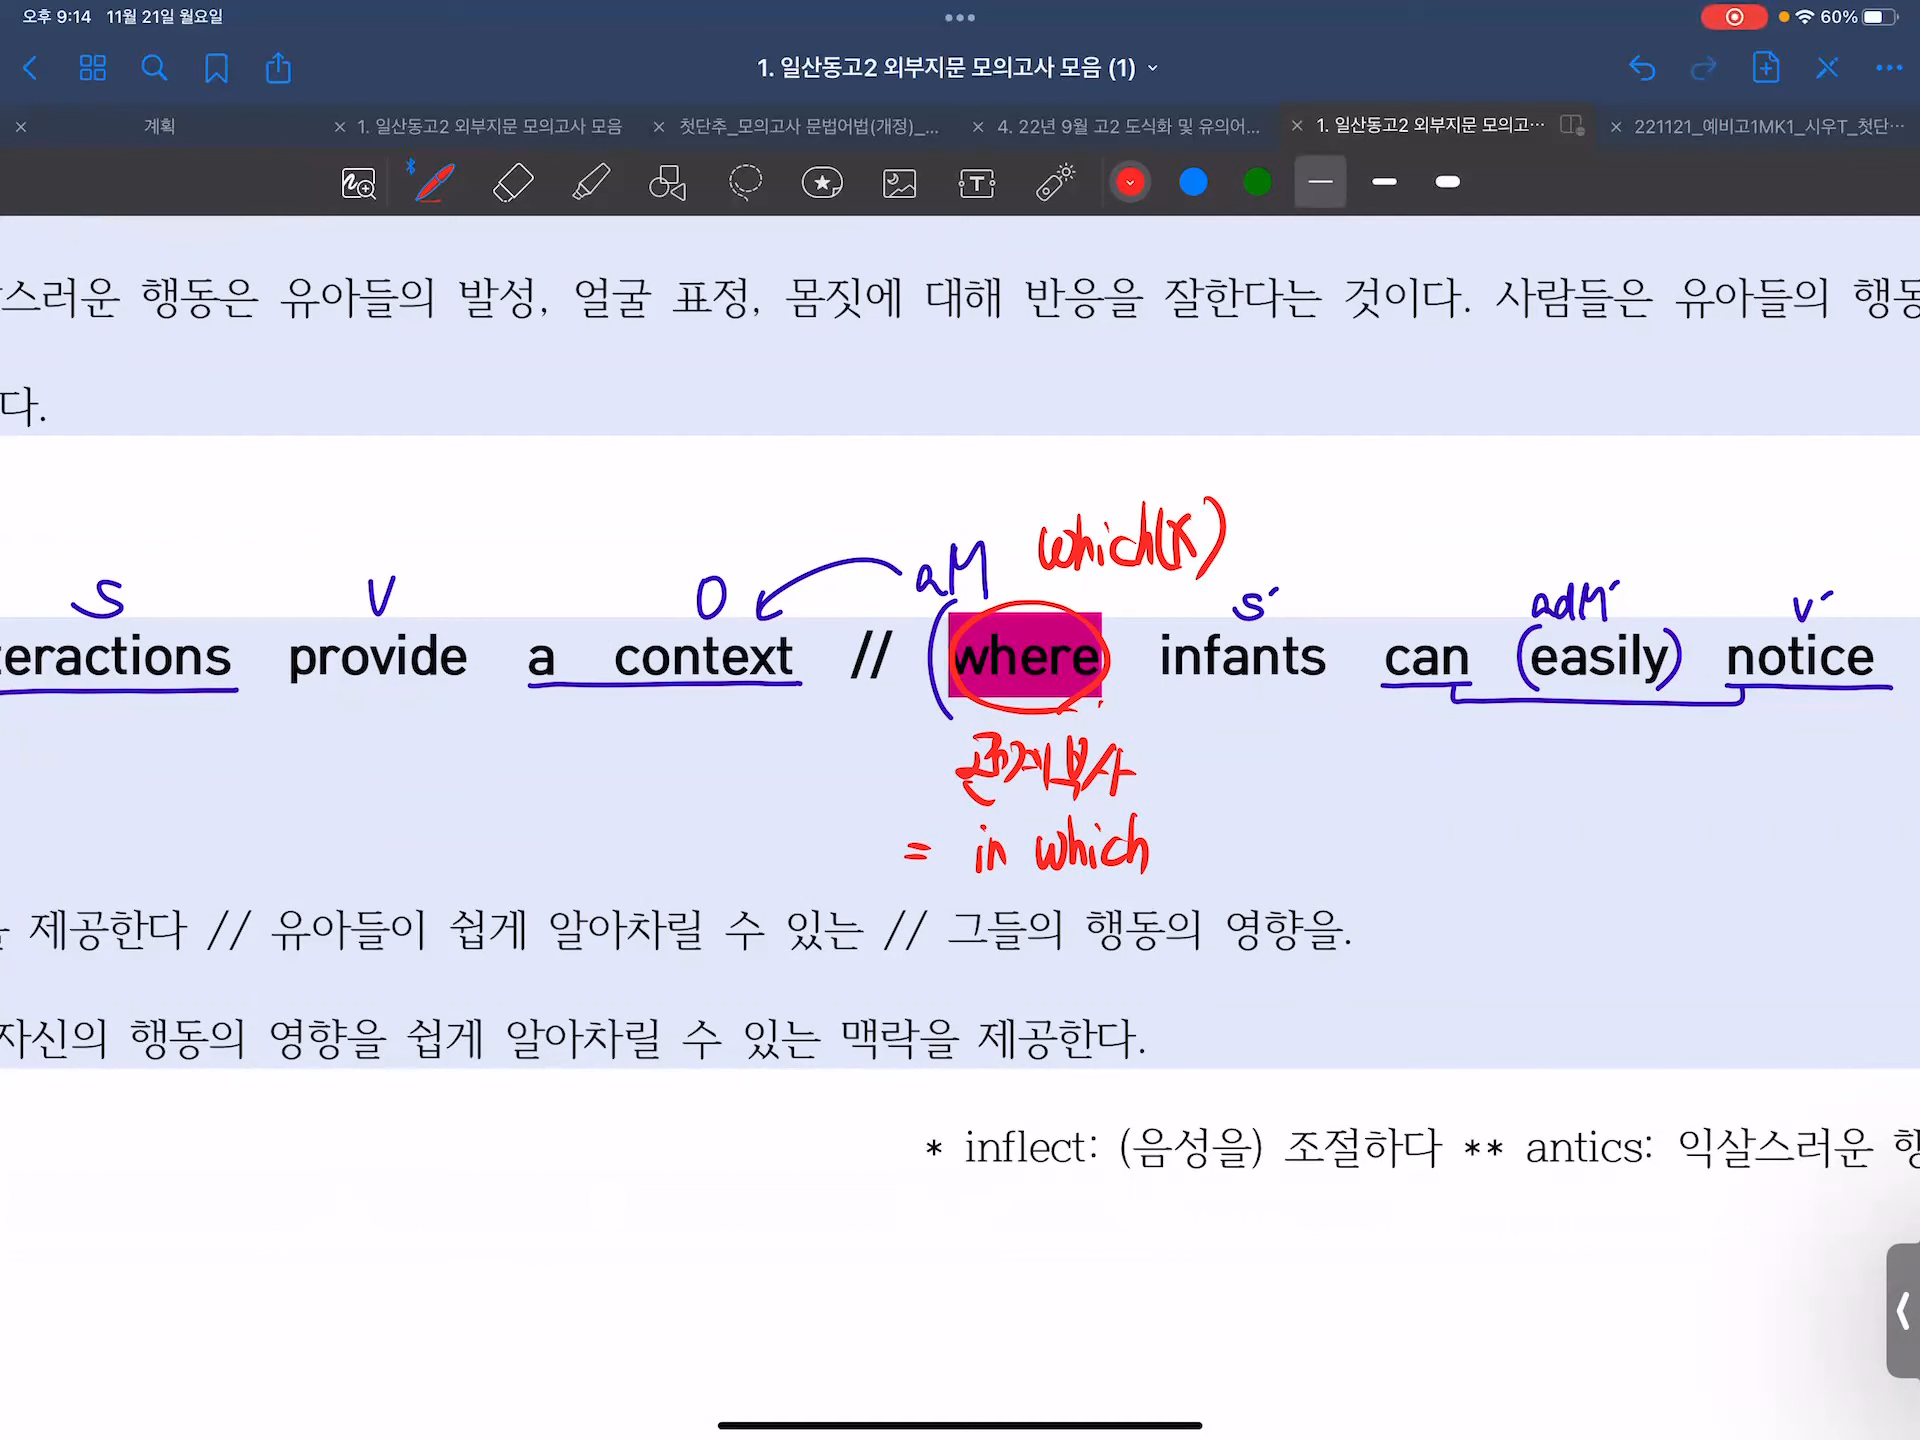 오후 9:14 11월 21일 월요일
60%
1. 일산동고2 외부지문 모의고사 모음 (1)
계획
1. 일산동고2 외부지문 모의고사 모음
첫단추_모의고사 문법어법(개정)_...
4. 22년 9월 고2 도식화 및 유의어...
1. 일산동고2 외부지문 모의고...
221121_예비고1MK1_시우T_첫단...
스러운 행동은 유아들의 발성, 얼굴 표정, 몸짓에 대해 반응을 잘한다는 것이다. 사람들은 유아들의 행동
다.
which(x)
S V O aM s' adM' v'
teractions provide a context // (where infants can (easily) notice
관계부사
= in which
제공한다 // 유아들이 쉽게 알아차릴 수 있는 // 그들의 행동의 영향을.
자신의 행동의 영향을 쉽게 알아차릴 수 있는 맥락을 제공한다.
* inflect: (음성을) 조절하다 ** antics: 익살스러운 행